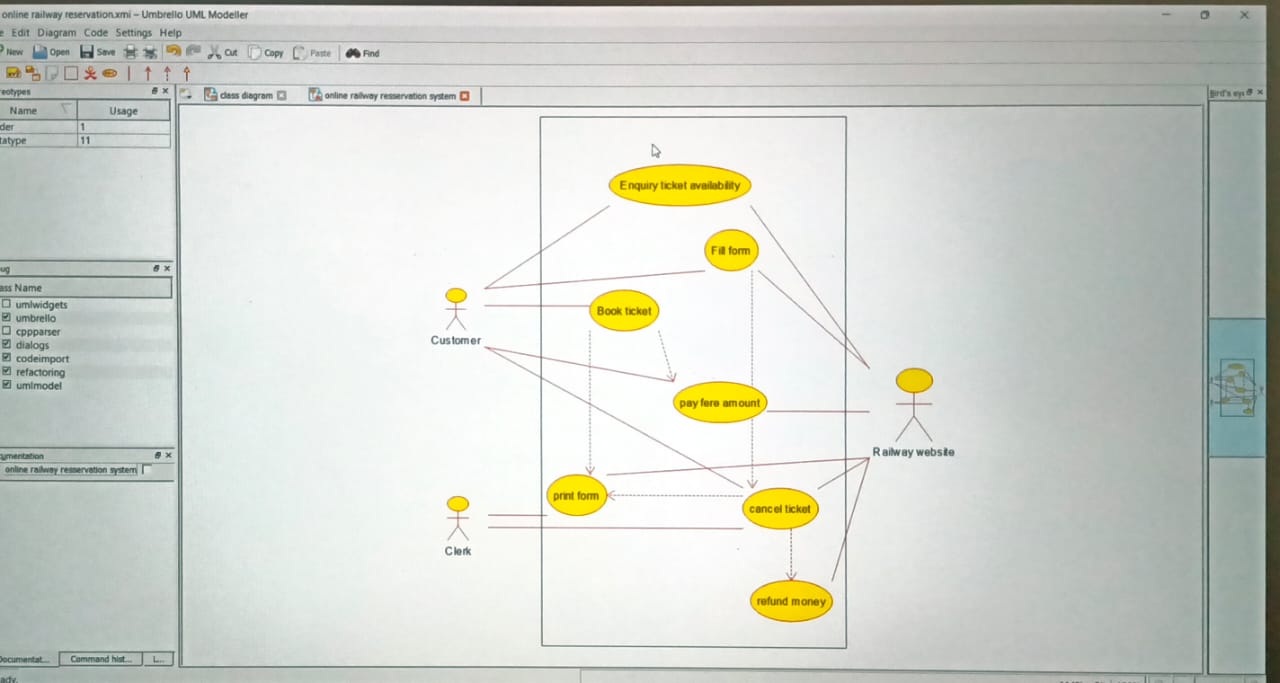 online railway reservation.xmi – Umbrello UML Modeller
Edit Diagram Code Settings Help
New Open Save Cut Copy Paste Find
eotypes
class diagram
online railway resservation system
Bird's eye
Name Usage
der 1
tatype 11
Enquiry ticket availability
Fill form
Book ticket
Customer
pay fere amount
Railway website
print form
cancel ticket
Clerk
refund money
ug
ass Name
umlwidgets
umbrello
cppparser
dialogs
codeimport
refactoring
umlmodel
umentation
online railway resservation system
Documentat... Command hist... L...
ady.